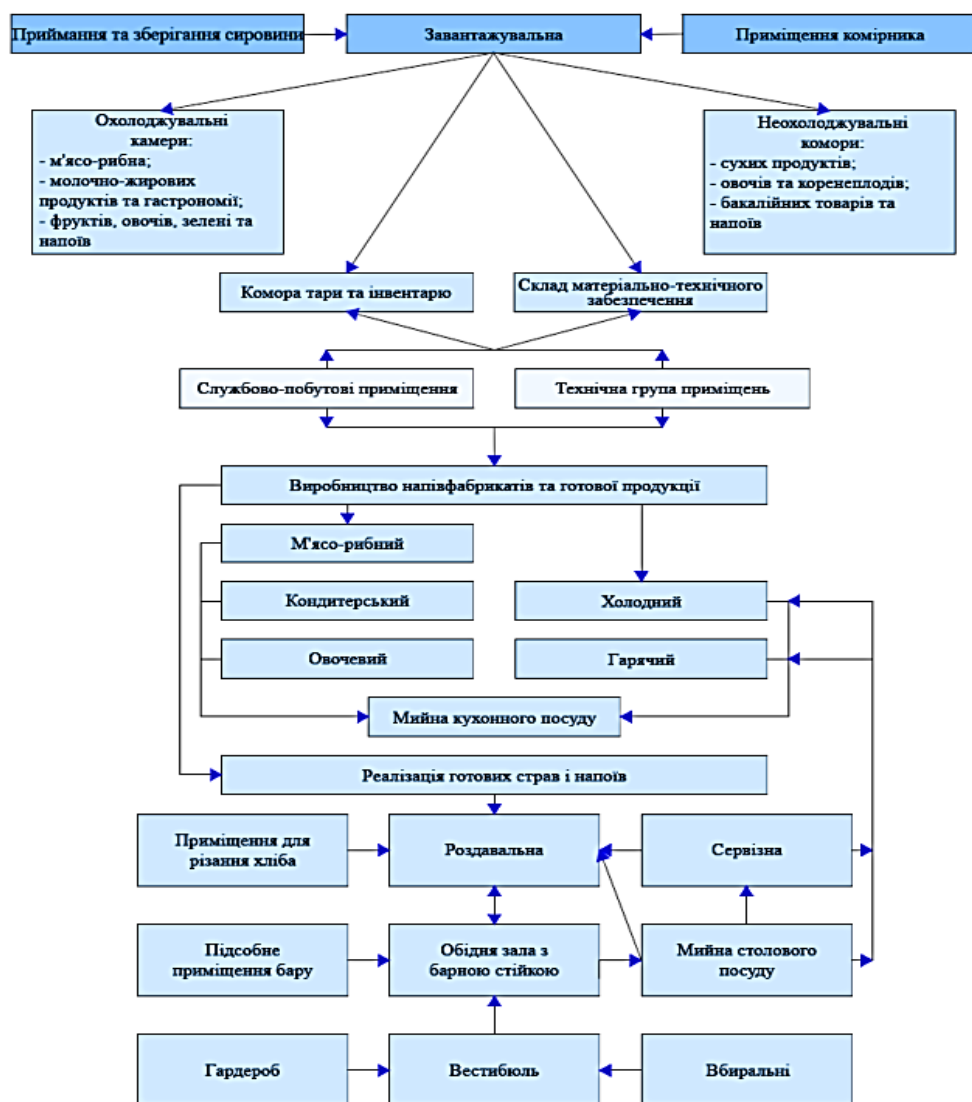 Приймання та зберігання сировини
Завантажувальна
Приміщення комірника
Охолоджувальні
камери:
- м'ясо-рибна;
- молочно-жирових
продуктів та гастрономії;
- фруктів, овочів, зелені та
напоїв
Неохолоджувальні
комори:
- сухих продуктів;
- овочів та коренеплодів;
- бакалійних товарів та
напоїв
Комора тари та інвентарю
Склад матеріально-технічного
забезпечення
Службово-побутові приміщення
Технічна група приміщень
Виробництво напівфабрикатів та готової продукції
М'ясо-рибний
Кондитерський
Холодний
Овочевий
Гарячий
Мийна кухонного посуду
Реалізація готових страв і напоїв
Приміщення для
різання хліба
Роздавальна
Сервізна
Підсобне
приміщення бару
Обідня зала з
барною стійкою
Мийна столового
посуду
Гардероб
Вестибюль
Вбиральні